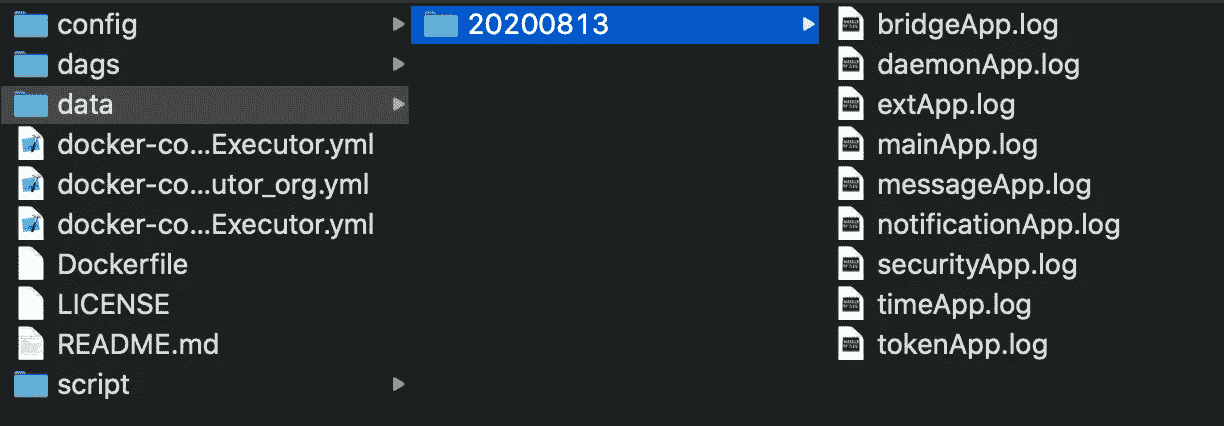 config
dags
data
docker-co...Executor.yml
docker-co...utor_org.yml
docker-co...Executor.yml
Dockerfile
LICENSE
README.md
script
20200813
bridgeApp.log
daemonApp.log
extApp.log
mainApp.log
messageApp.log
notificationApp.log
securityApp.log
timeApp.log
tokenApp.log